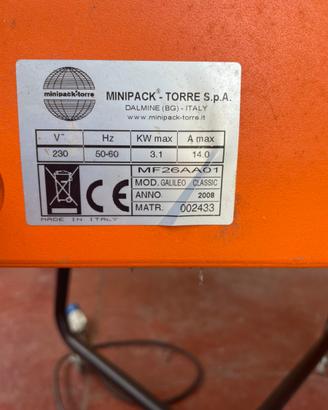 minipack-torre
MINIPACK® - TORRE S.p.A.
DALMINE (BG) - ITALY
www.minipack-torre.it
V~ Hz KW max A max
230 50-60 3.1 14.0
MF26AA01
MOD. GALILEO CLASSIC
ANNO 2008
MATR. 002433
CE
MADE IN ITALY